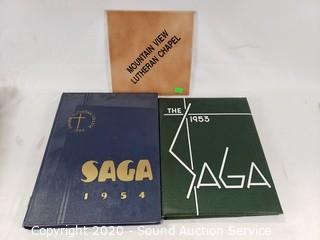 MOUNTAIN VIEW
LUTHERAN CHAPEL
SAGA
1954
THE
1953
SAGA
Copyright 2020 - Sound Auction Service